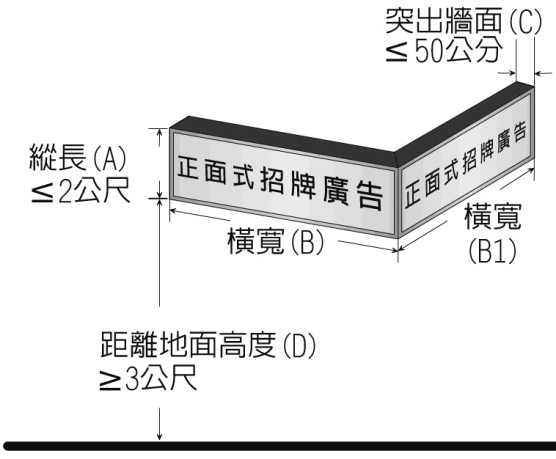 突出牆面(C)
≤50公分
縱長(A)
≤2公尺
正面式招牌廣告
正面式招牌廣告
橫寬(B)
橫寬
(B1)
距離地面高度(D)
≥3公尺